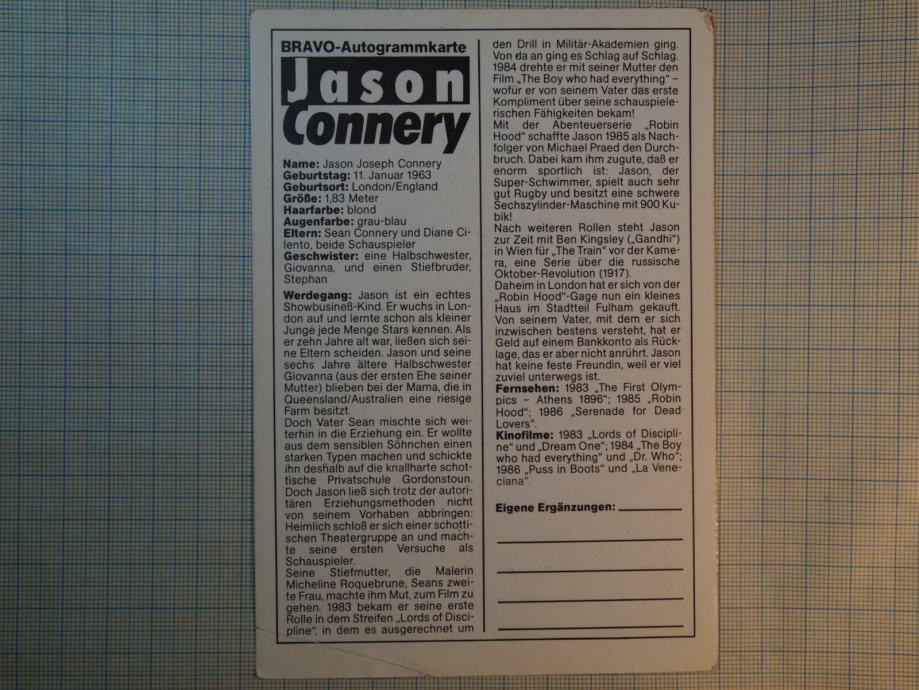 BRAVO-Autogrammkarte
Jason
Connery
Name: Jason Joseph Connery
Geburtstag: 11. Januar 1963
Geburtsort: London/England
Größe: 1,83 Meter
Haarfarbe: blond
Augenfarbe: grau-blau
Eltern: Sean Connery und Diane Ci-
lento, beide Schauspieler
Geschwister: eine Halbschwester,
Giovanna, und einen Stiefbruder,
Stephan
Werdegang: Jason ist ein echtes
Showbusineß-Kind. Er wuchs in Lon-
don auf und lernte schon als kleiner
Junge jede Menge Stars kennen. Als
er zehn Jahre alt war, ließen sich sei-
ne Eltern scheiden. Jason und seine
sechs Jahre ältere Halbschwester
Giovanna (aus der ersten Ehe seiner
Mutter) blieben bei der Mama, die in
Queensland/Australien eine riesige
Farm besitzt.
Doch Vater Sean mischte sich wei-
terhin in die Erziehung ein. Er wollte
aus dem sensiblen Söhnchen einen
starken Typen machen und schickte
ihn deshalb auf die knallharte schot-
tische Privatschule Gordonstoun.
Doch Jason ließ sich trotz der autori-
tären Erziehungsmethoden nicht
von seinem Vorhaben abbringen:
Heimlich schloß er sich einer schotti-
schen Theatergruppe an und mach-
te seine ersten Versuche als
Schauspieler.
Seine Stiefmutter, die Malerin
Micheline Roquebrune, Seans zwei-
te Frau, machte ihm Mut, zum Film zu
gehen. 1983 bekam er seine erste
Rolle in dem Streifen „Lords of Disci-
pline“, in dem es ausgerechnet um
den Drill in Militär-Akademien ging.
Von da an ging es Schlag auf Schlag.
1984 drehte er mit seiner Mutter den
Film „The Boy who had everything“ –
wofür er von seinem Vater das erste
Kompliment über seine schauspiele-
rischen Fähigkeiten bekam!
Mit der Abenteuerserie „Robin
Hood“ schaffte Jason 1985 als Nach-
folger von Michael Praed den Durch-
bruch. Dabei kam ihm zugute, daß er
enorm sportlich ist: Jason, der
Super-Schwimmer, spielt auch sehr
gut Rugby und besitzt eine schwere
Sechszylinder-Maschine mit 900 Ku-
bik!
Nach weiteren Rollen steht Jason
zur Zeit mit Ben Kingsley („Gandhi“)
in Wien für „The Train“ vor der Kame-
ra, eine Serie über die russische
Oktober-Revolution (1917).
Daheim in London hat er sich von der
„Robin Hood“-Gage nun ein kleines
Haus im Stadtteil Fulham gekauft.
Von seinem Vater, mit dem er sich
inzwischen bestens versteht, hat er
Geld auf einem Bankkonto als Rück-
lage, das er aber nicht anrührt. Jason
hat keine feste Freundin, weil er viel
zuviel unterwegs ist.
Fernsehen: 1983 „The First Olym-
pics – Athens 1896“; 1985 „Robin
Hood“; 1986 „Serenade for Dead
Lovers“.
Kinofilme: 1983 „Lords of Discipli-
ne“ und „Dream One“; 1984 „The Boy
who had everything“ und „Dr. Who“;
1986 „Puss in Boots“ und „La Vene-
ciana“.
Eigene Ergänzungen: